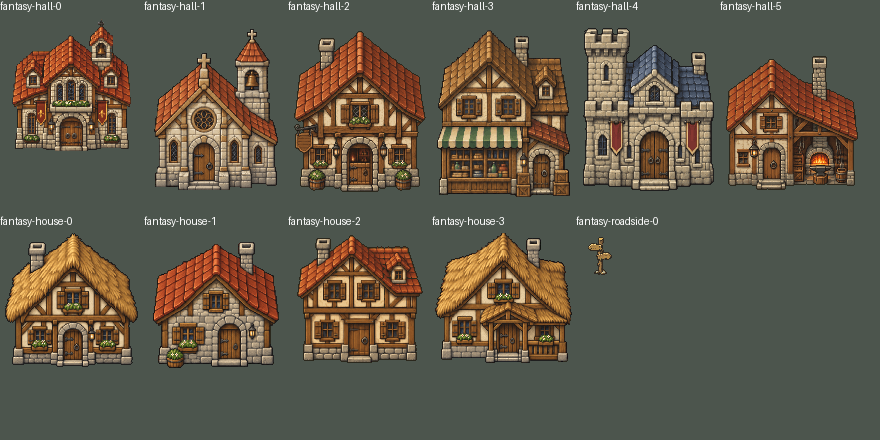 fantasy-hall-0
fantasy-hall-1
fantasy-hall-2
fantasy-hall-3
fantasy-hall-4
fantasy-hall-5
fantasy-house-0
fantasy-house-1
fantasy-house-2
fantasy-house-3
fantasy-roadside-0